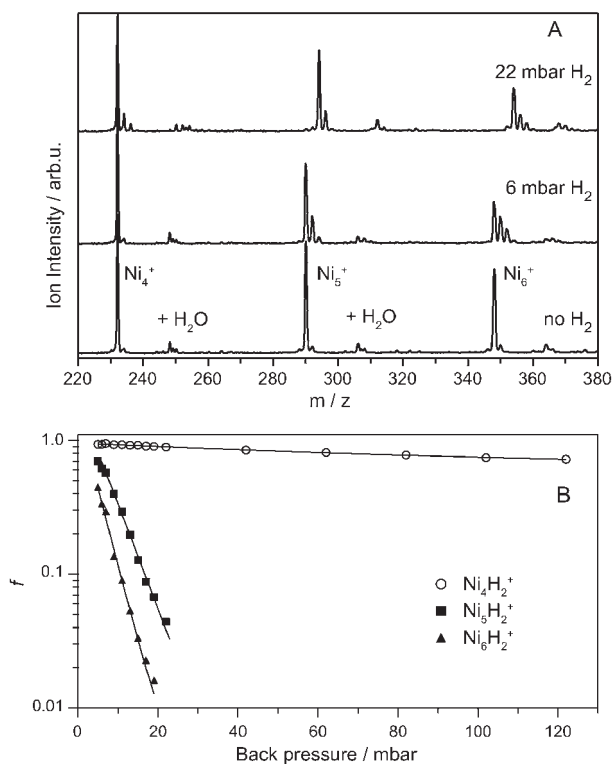 A
22 mbar H₂
6 mbar H₂
Ni₄⁺ Ni₅⁺ Ni₆⁺
+ H₂O + H₂O no H₂
Ion Intensity / arb.u.
220 240 260 280 300 320 340 360 380
m / z
B
1.0
0.1
0.01
f
Ni₄H₂⁺
Ni₅H₂⁺
Ni₆H₂⁺
0 20 40 60 80 100 120
Back pressure / mbar